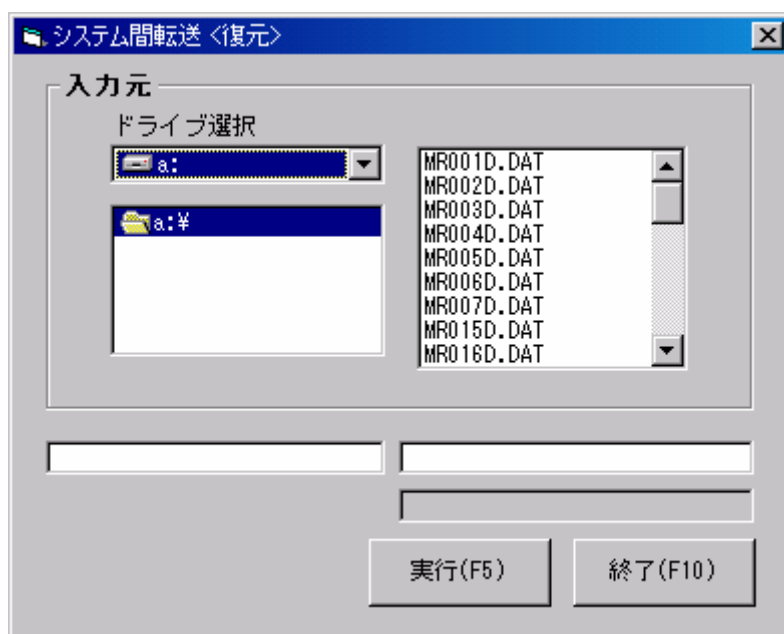 システム間転送 <復元>
入力元
ドライブ選択
a:
a:¥
MR001D.DAT
MR002D.DAT
MR003D.DAT
MR004D.DAT
MR005D.DAT
MR006D.DAT
MR007D.DAT
MR015D.DAT
MR016D.DAT
実行(F5)
終了(F10)